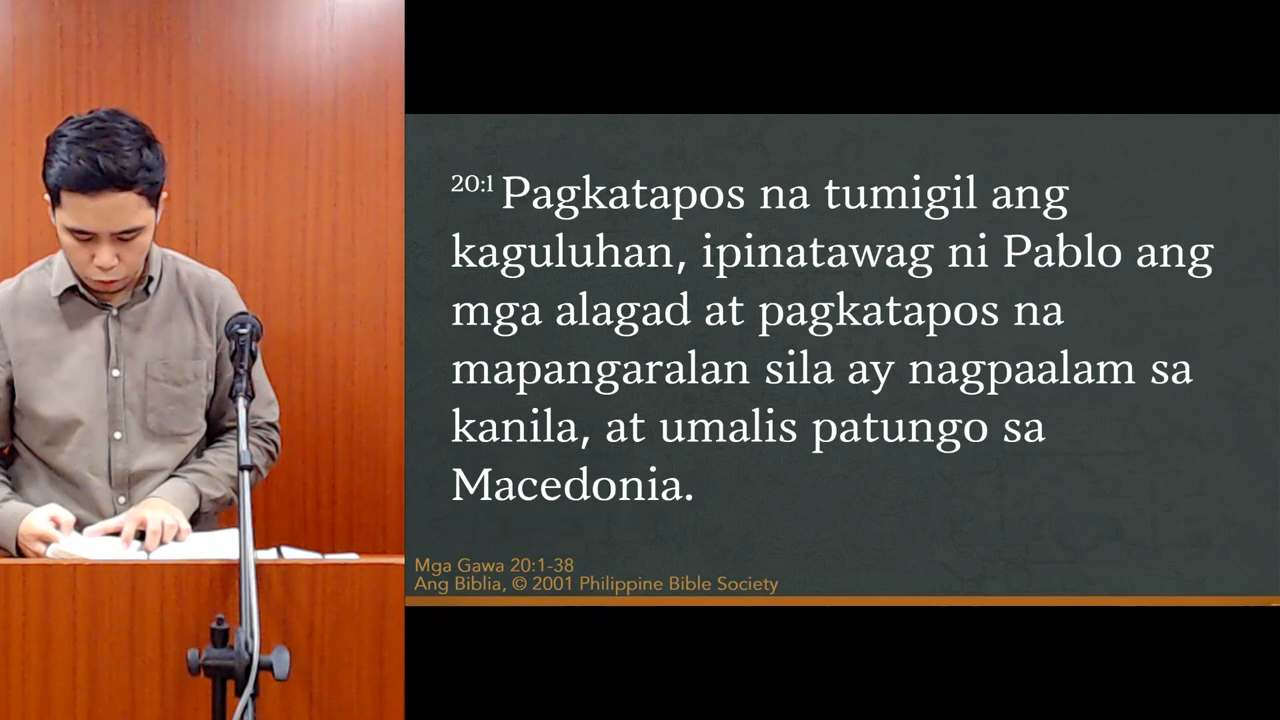 20:1 Pagkatapos na tumigil ang
kaguluhan, ipinatawag ni Pablo ang
mga alagad at pagkatapos na
mapangaralan sila ay nagpaalam sa
kanila, at umalis patungo sa
Macedonia.
Mga Gawa 20:1-38
Ang Biblia, © 2001 Philippine Bible Society